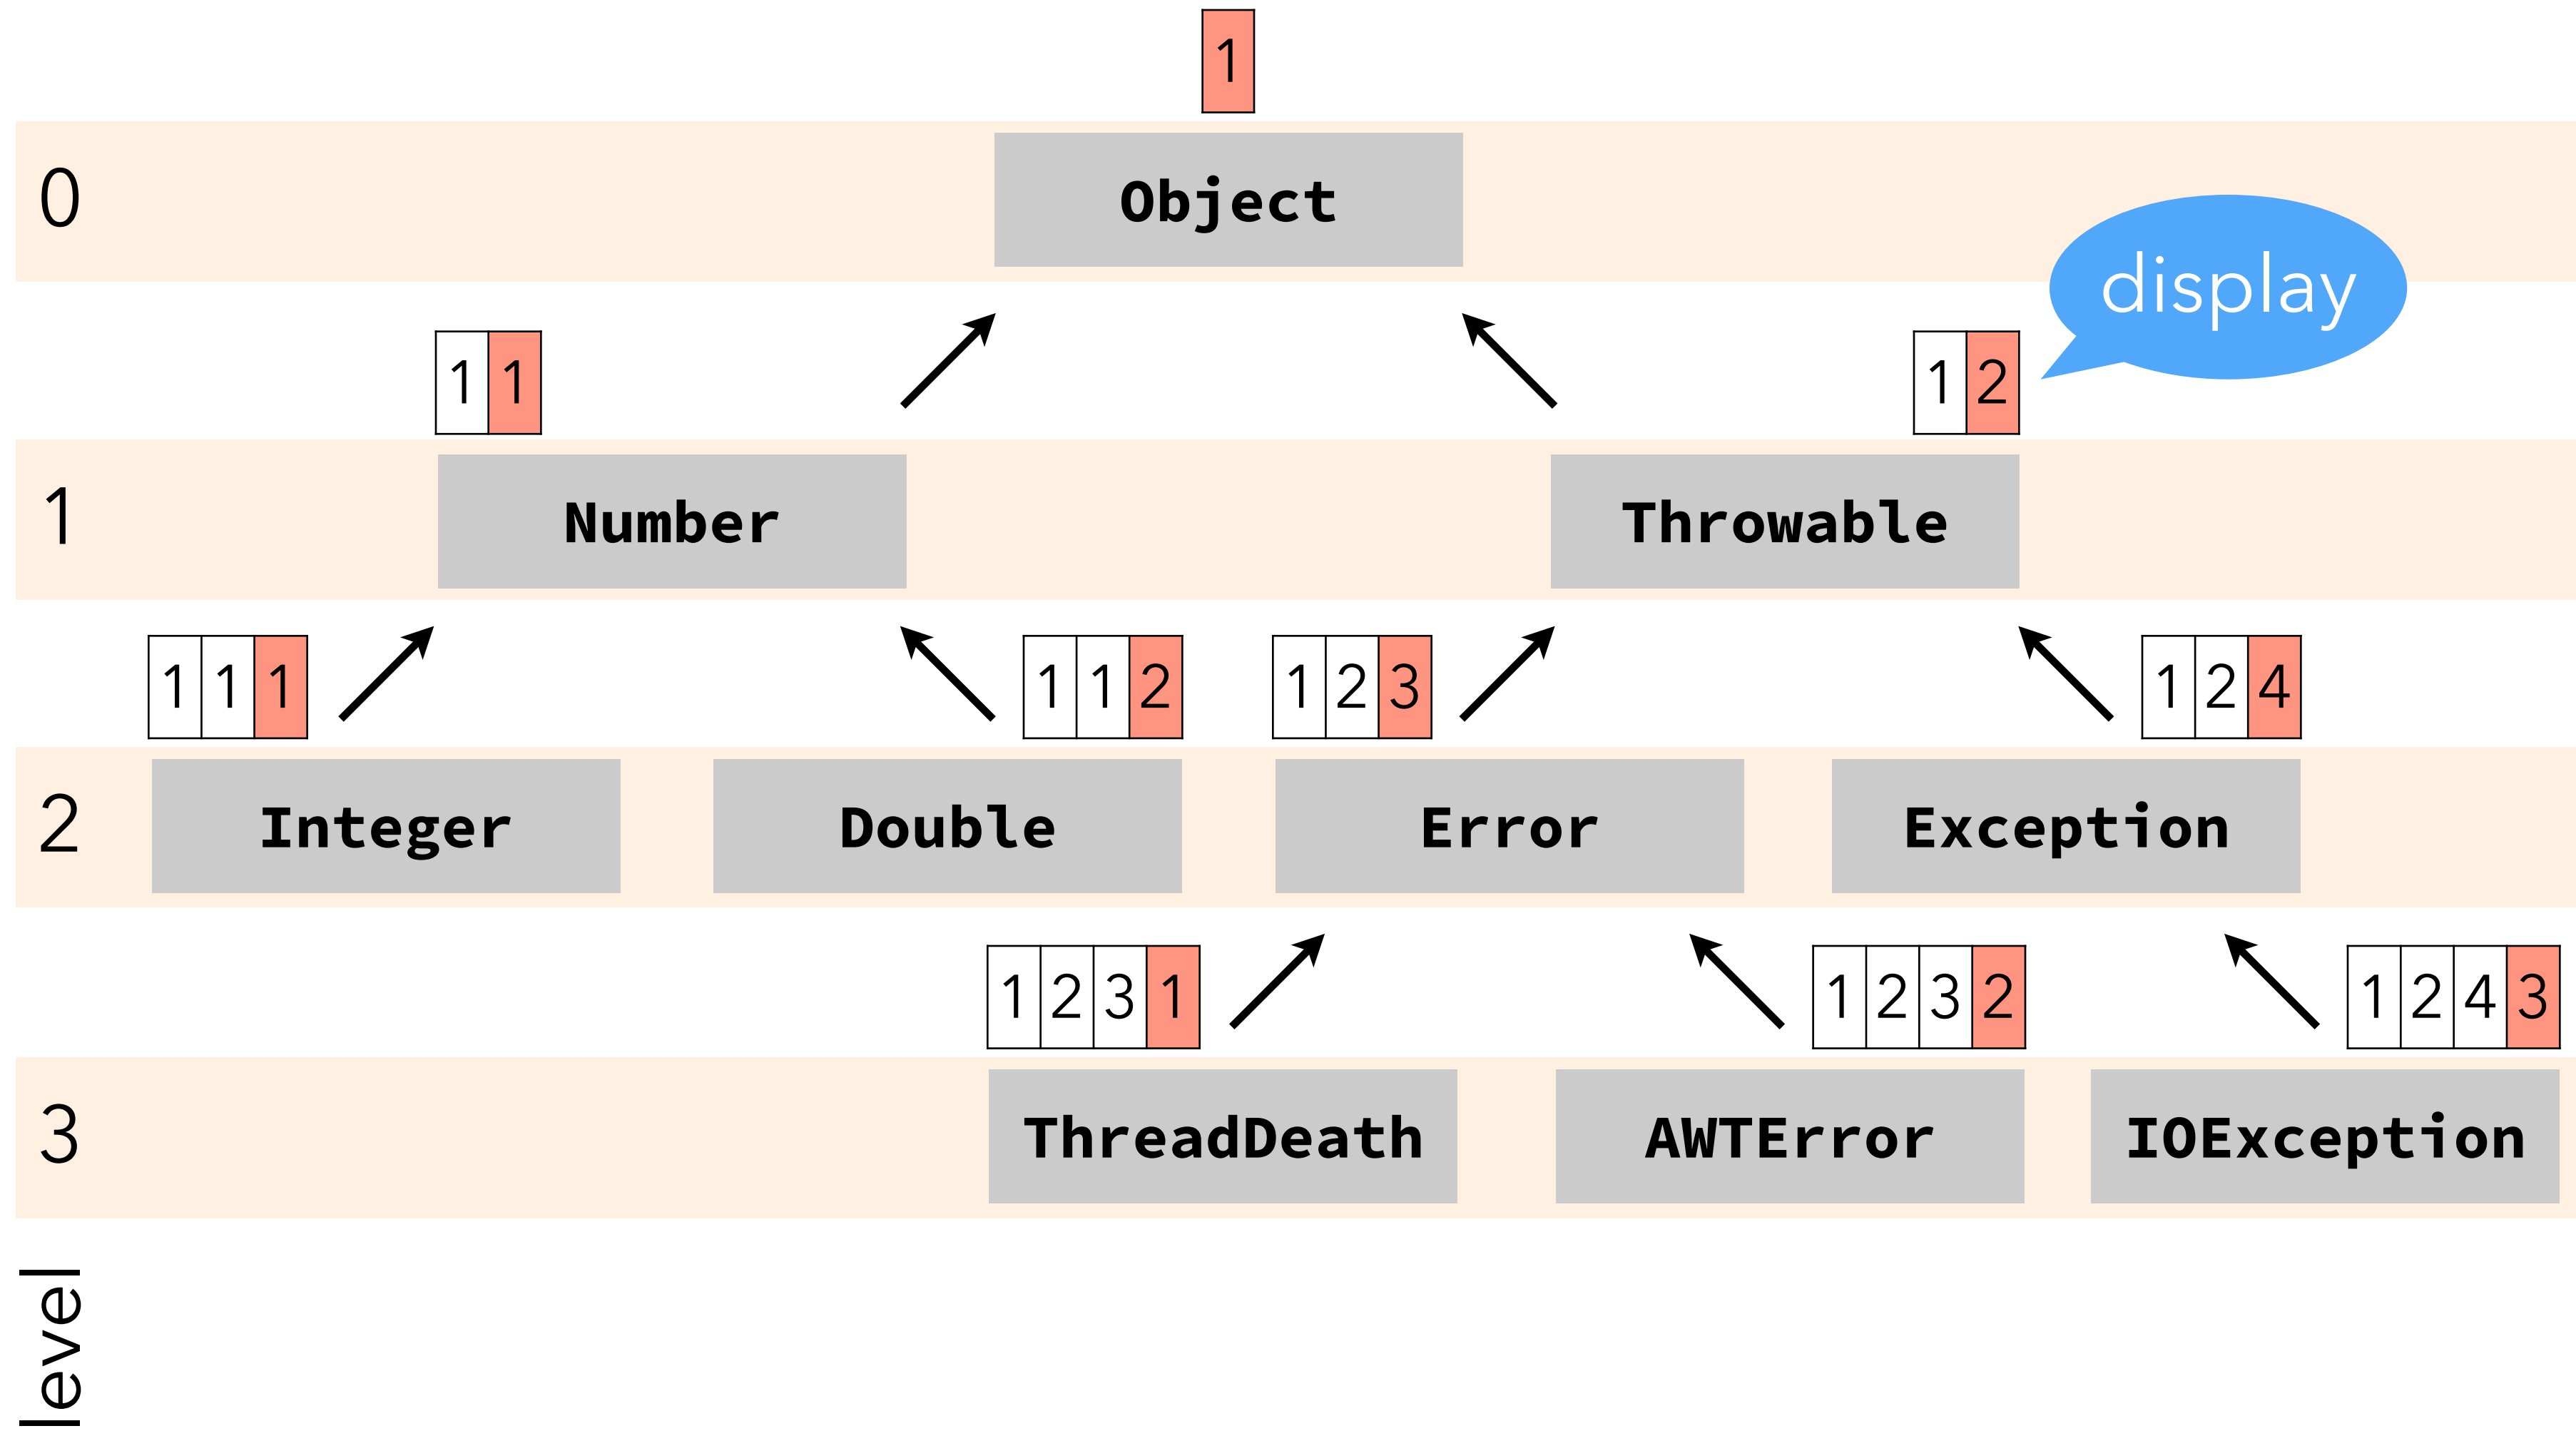 1
0
Object
display
1 1
1 2
1
Number
Throwable
1 1 1
1 1 2
1 2 3
1 2 4
2
Integer
Double
Error
Exception
1 2 3 1
1 2 3 2
1 2 4 3
3
ThreadDeath
AWTError
IOException
level